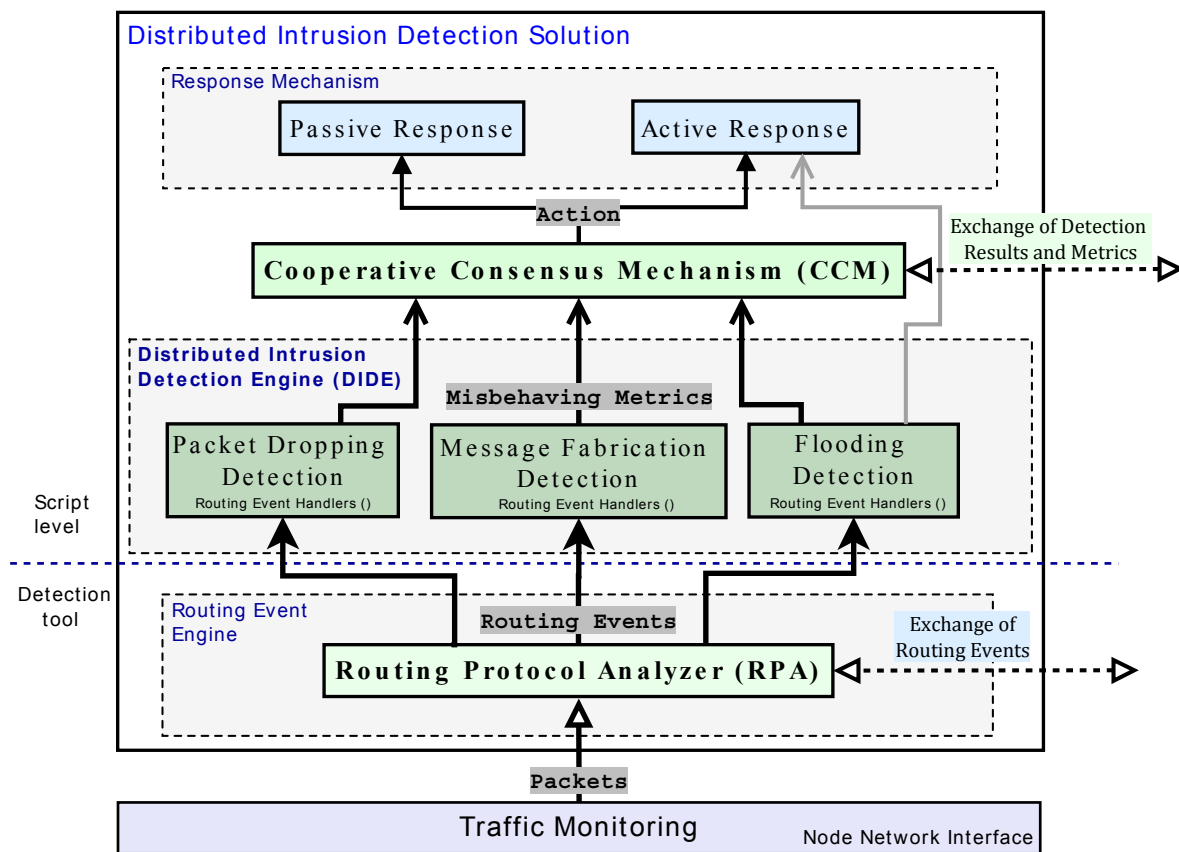 Distributed Intrusion Detection Solution
Response Mechanism
Passive Response
Active Response
Action
Exchange of Detection
Results and Metrics
Cooperative Consensus Mechanism (CCM)
Distributed Intrusion
Detection Engine (DIDE)
Misbehaving Metrics
Packet Dropping
Detection
Routing Event Handlers ()
Message Fabrication
Detection
Routing Event Handlers ()
Flooding
Detection
Routing Event Handlers ()
Script
level
Detection
tool
Routing Event
Engine
Routing Events
Exchange of
Routing Events
Routing Protocol Analyzer (RPA)
Packets
Traffic Monitoring
Node Network Interface